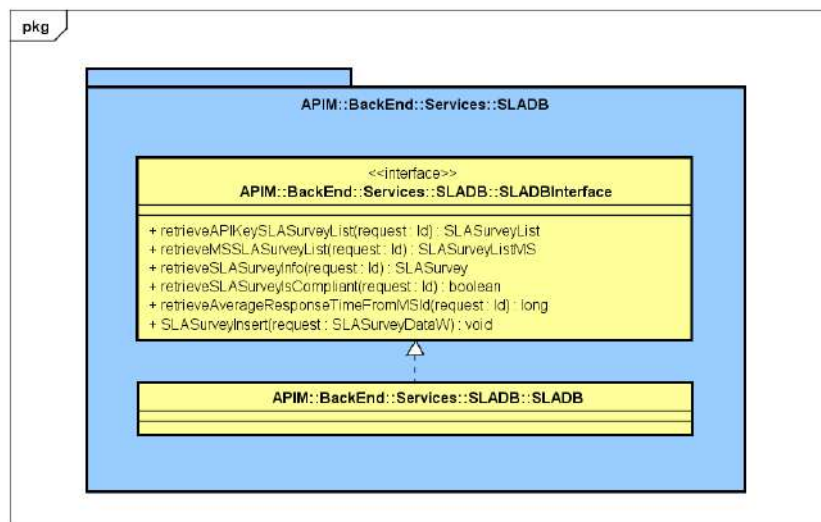 pkg
APIM::BackEnd::Services::SLADB
<<interface>>
APIM::BackEnd::Services::SLADB::SLADBInterface
+ retrieveAPIKeySLASurveyList(request : Id) : SLASurveyList
+ retrieveMSSLASurveyList(request : Id) : SLASurveyListMS
+ retrieveSLASurveyInfo(request : Id) : SLASurvey
+ retrieveSLASurveyIsCompliant(request : Id) : boolean
+ retrieveAverageResponseTimeFromMSId(request : Id) : long
+ SLASurveyInsert(request : SLASurveyDataW) : void
APIM::BackEnd::Services::SLADB::SLADB